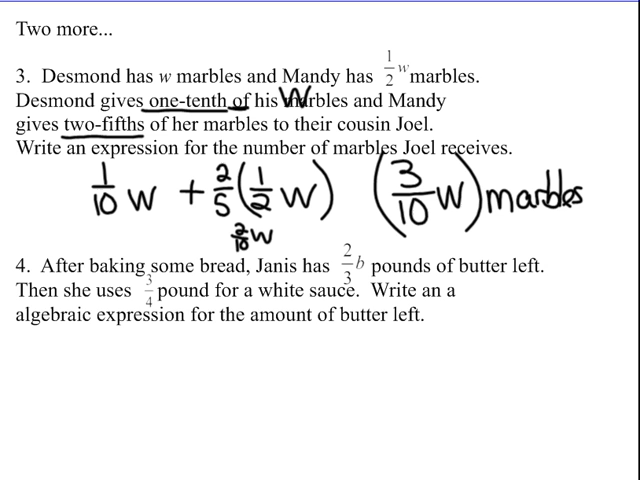 Two more...
3. Desmond has w marbles and Mandy has 1/2 w marbles.
Desmond gives one-tenth of his marbles and Mandy
W
gives two-fifths of her marbles to their cousin Joel.
Write an expression for the number of marbles Joel receives.
1/10 W + 2/5 (1/2 W) (3/10 W) marbles
2/10 W
4. After baking some bread, Janis has 2/3 b pounds of butter left.
Then she uses 3/4 pound for a white sauce. Write an a
algebraic expression for the amount of butter left.